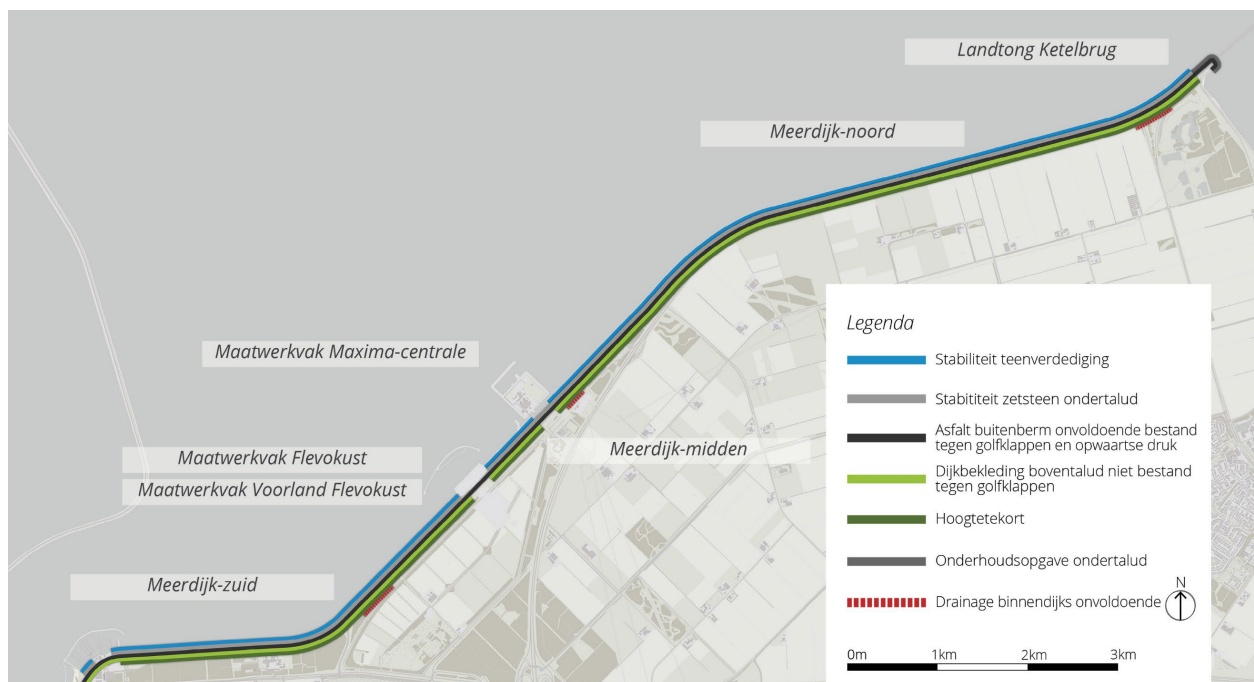 Landtong Ketelbrug
Meerdijk-noord
Maatwerkvak Maxima-centrale
Meerdijk-midden
Maatwerkvak Flevokust
Maatwerkvak Voorland Flevokust
Meerdijk-zuid
Legenda
Stabiliteit teenverdediging
Stabititeit zetsteen ondertalud
Asfalt buitenberm onvoldoende bestand
tegen golfklappen en opwaartse druk
Dijkbekleding boventalud niet bestand
tegen golfklappen
Hoogtetekort
Onderhoudsopgave ondertalud
Drainage binnendijks onvoldoende
N
0m 1km 2km 3km